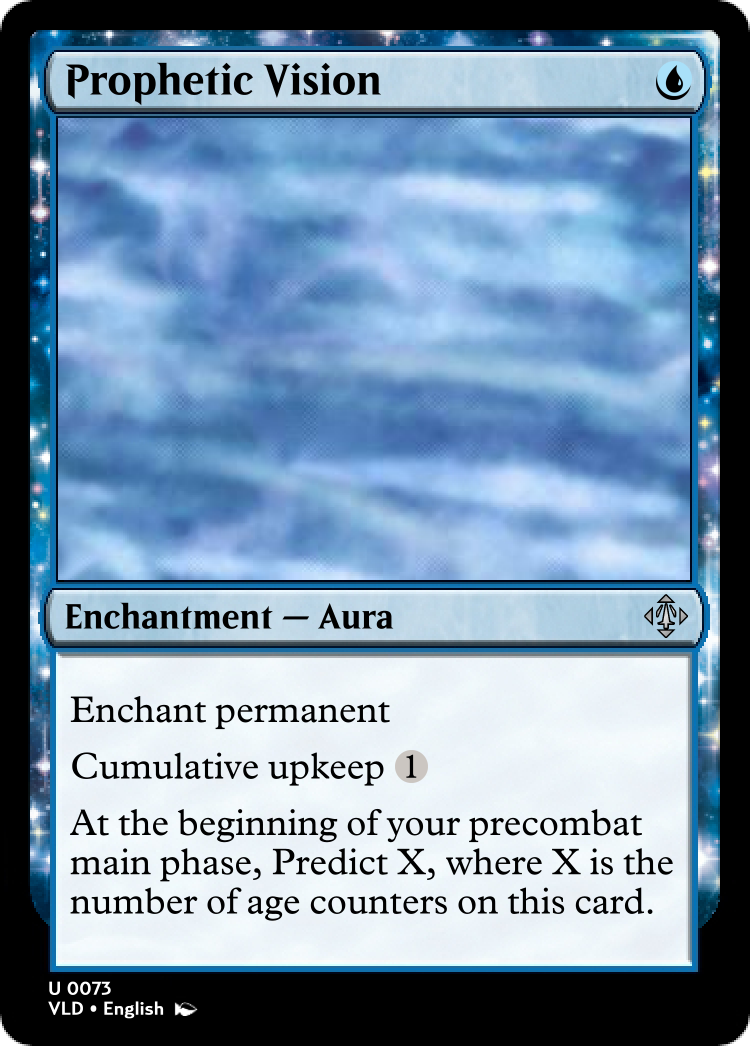 Prophetic Vision
Enchantment — Aura
Enchant permanent
Cumulative upkeep 1
At the beginning of your precombat
main phase, Predict X, where X is the
number of age counters on this card.
U 0073
VLD • English